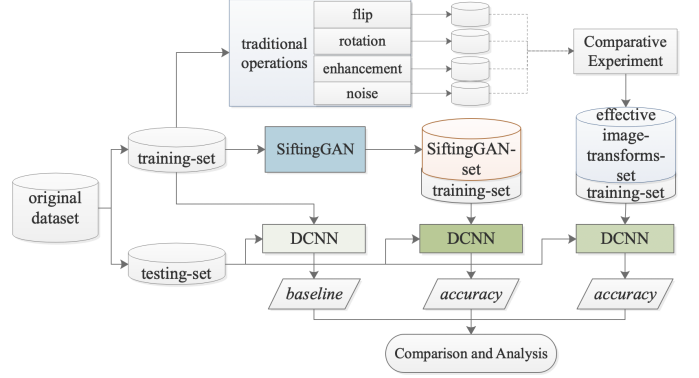 traditional
operations
flip
rotation
enhancement
noise
Comparative
Experiment
training-set
SiftingGAN
SiftingGAN-
set
training-set
effective
image-
transforms-
set
training-set
original
dataset
testing-set
DCNN
DCNN
DCNN
baseline
accuracy
accuracy
Comparison and Analysis